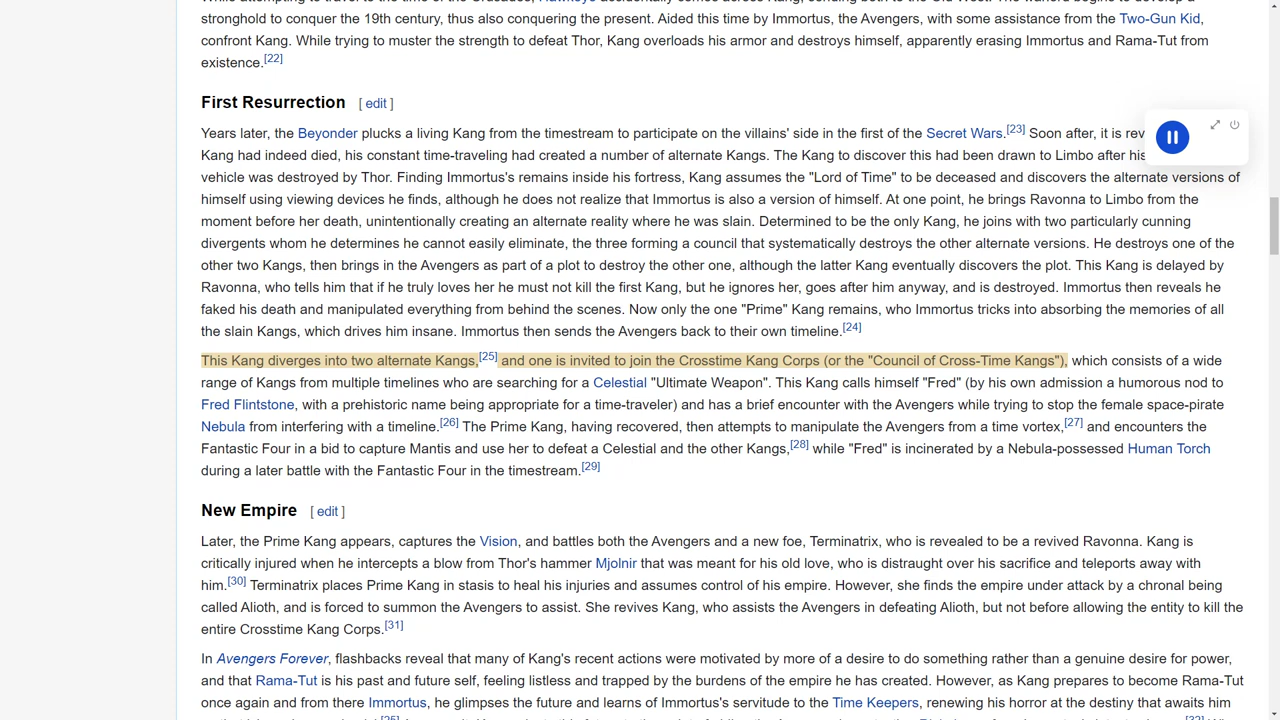 stronghold to conquer the 19th century, thus also conquering the present. Aided this time by Immortus, the Avengers, with some assistance from the Two-Gun Kid,
confront Kang. While trying to muster the strength to defeat Thor, Kang overloads his armor and destroys himself, apparently erasing Immortus and Rama-Tut from
existence.[22]
First Resurrection [ edit ]
Years later, the Beyonder plucks a living Kang from the timestream to participate on the villains' side in the first of the Secret Wars.[23] Soon after, it is rev
Kang had indeed died, his constant time-traveling had created a number of alternate Kangs. The Kang to discover this had been drawn to Limbo after his
vehicle was destroyed by Thor. Finding Immortus's remains inside his fortress, Kang assumes the "Lord of Time" to be deceased and discovers the alternate versions of
himself using viewing devices he finds, although he does not realize that Immortus is also a version of himself. At one point, he brings Ravonna to Limbo from the
moment before her death, unintentionally creating an alternate reality where he was slain. Determined to be the only Kang, he joins with two particularly cunning
divergents whom he determines he cannot easily eliminate, the three forming a council that systematically destroys the other alternate versions. He destroys one of the
other two Kangs, then brings in the Avengers as part of a plot to destroy the other one, although the latter Kang eventually discovers the plot. This Kang is delayed by
Ravonna, who tells him that if he truly loves her he must not kill the first Kang, but he ignores her, goes after him anyway, and is destroyed. Immortus then reveals he
faked his death and manipulated everything from behind the scenes. Now only the one "Prime" Kang remains, who Immortus tricks into absorbing the memories of all
the slain Kangs, which drives him insane. Immortus then sends the Avengers back to their own timeline.[24]
This Kang diverges into two alternate Kangs,[25] and one is invited to join the Crosstime Kang Corps (or the "Council of Cross-Time Kangs"), which consists of a wide
range of Kangs from multiple timelines who are searching for a Celestial "Ultimate Weapon". This Kang calls himself "Fred" (by his own admission a humorous nod to
Fred Flintstone, with a prehistoric name being appropriate for a time-traveler) and has a brief encounter with the Avengers while trying to stop the female space-pirate
Nebula from interfering with a timeline.[26] The Prime Kang, having recovered, then attempts to manipulate the Avengers from a time vortex,[27] and encounters the
Fantastic Four in a bid to capture Mantis and use her to defeat a Celestial and the other Kangs,[28] while "Fred" is incinerated by a Nebula-possessed Human Torch
during a later battle with the Fantastic Four in the timestream.[29]
New Empire [ edit ]
Later, the Prime Kang appears, captures the Vision, and battles both the Avengers and a new foe, Terminatrix, who is revealed to be a revived Ravonna. Kang is
critically injured when he intercepts a blow from Thor's hammer Mjolnir that was meant for his old love, who is distraught over his sacrifice and teleports away with
him.[30] Terminatrix places Prime Kang in stasis to heal his injuries and assumes control of his empire. However, she finds the empire under attack by a chronal being
called Alioth, and is forced to summon the Avengers to assist. She revives Kang, who assists the Avengers in defeating Alioth, but not before allowing the entity to kill the
entire Crosstime Kang Corps.[31]
In Avengers Forever, flashbacks reveal that many of Kang's recent actions were motivated by more of a desire to do something rather than a genuine desire for power,
and that Rama-Tut is his past and future self, feeling listless and trapped by the burdens of the empire he has created. However, as Kang prepares to become Rama-Tut
once again and from there Immortus, he glimpses the future and learns of Immortus's servitude to the Time Keepers, renewing his horror at the destiny that awaits him